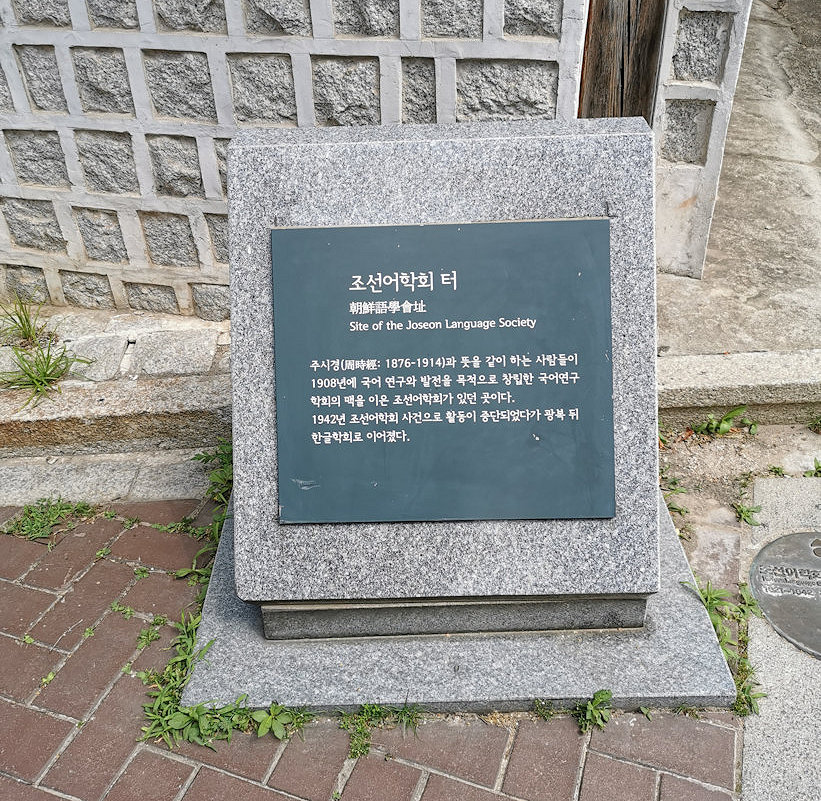 조선어학회 터
朝鮮語學會址
Site of the Joseon Language Society
주시경(周時經: 1876-1914)과 뜻을 같이 하는 사람들이
1908년에 국어 연구와 발전을 목적으로 창립한 국어연구
학회의 맥을 이은 조선어학회가 있던 곳이다.
1942년 조선어학회 사건으로 활동이 중단되었다가 광복 뒤
한글학회로 이어졌다.